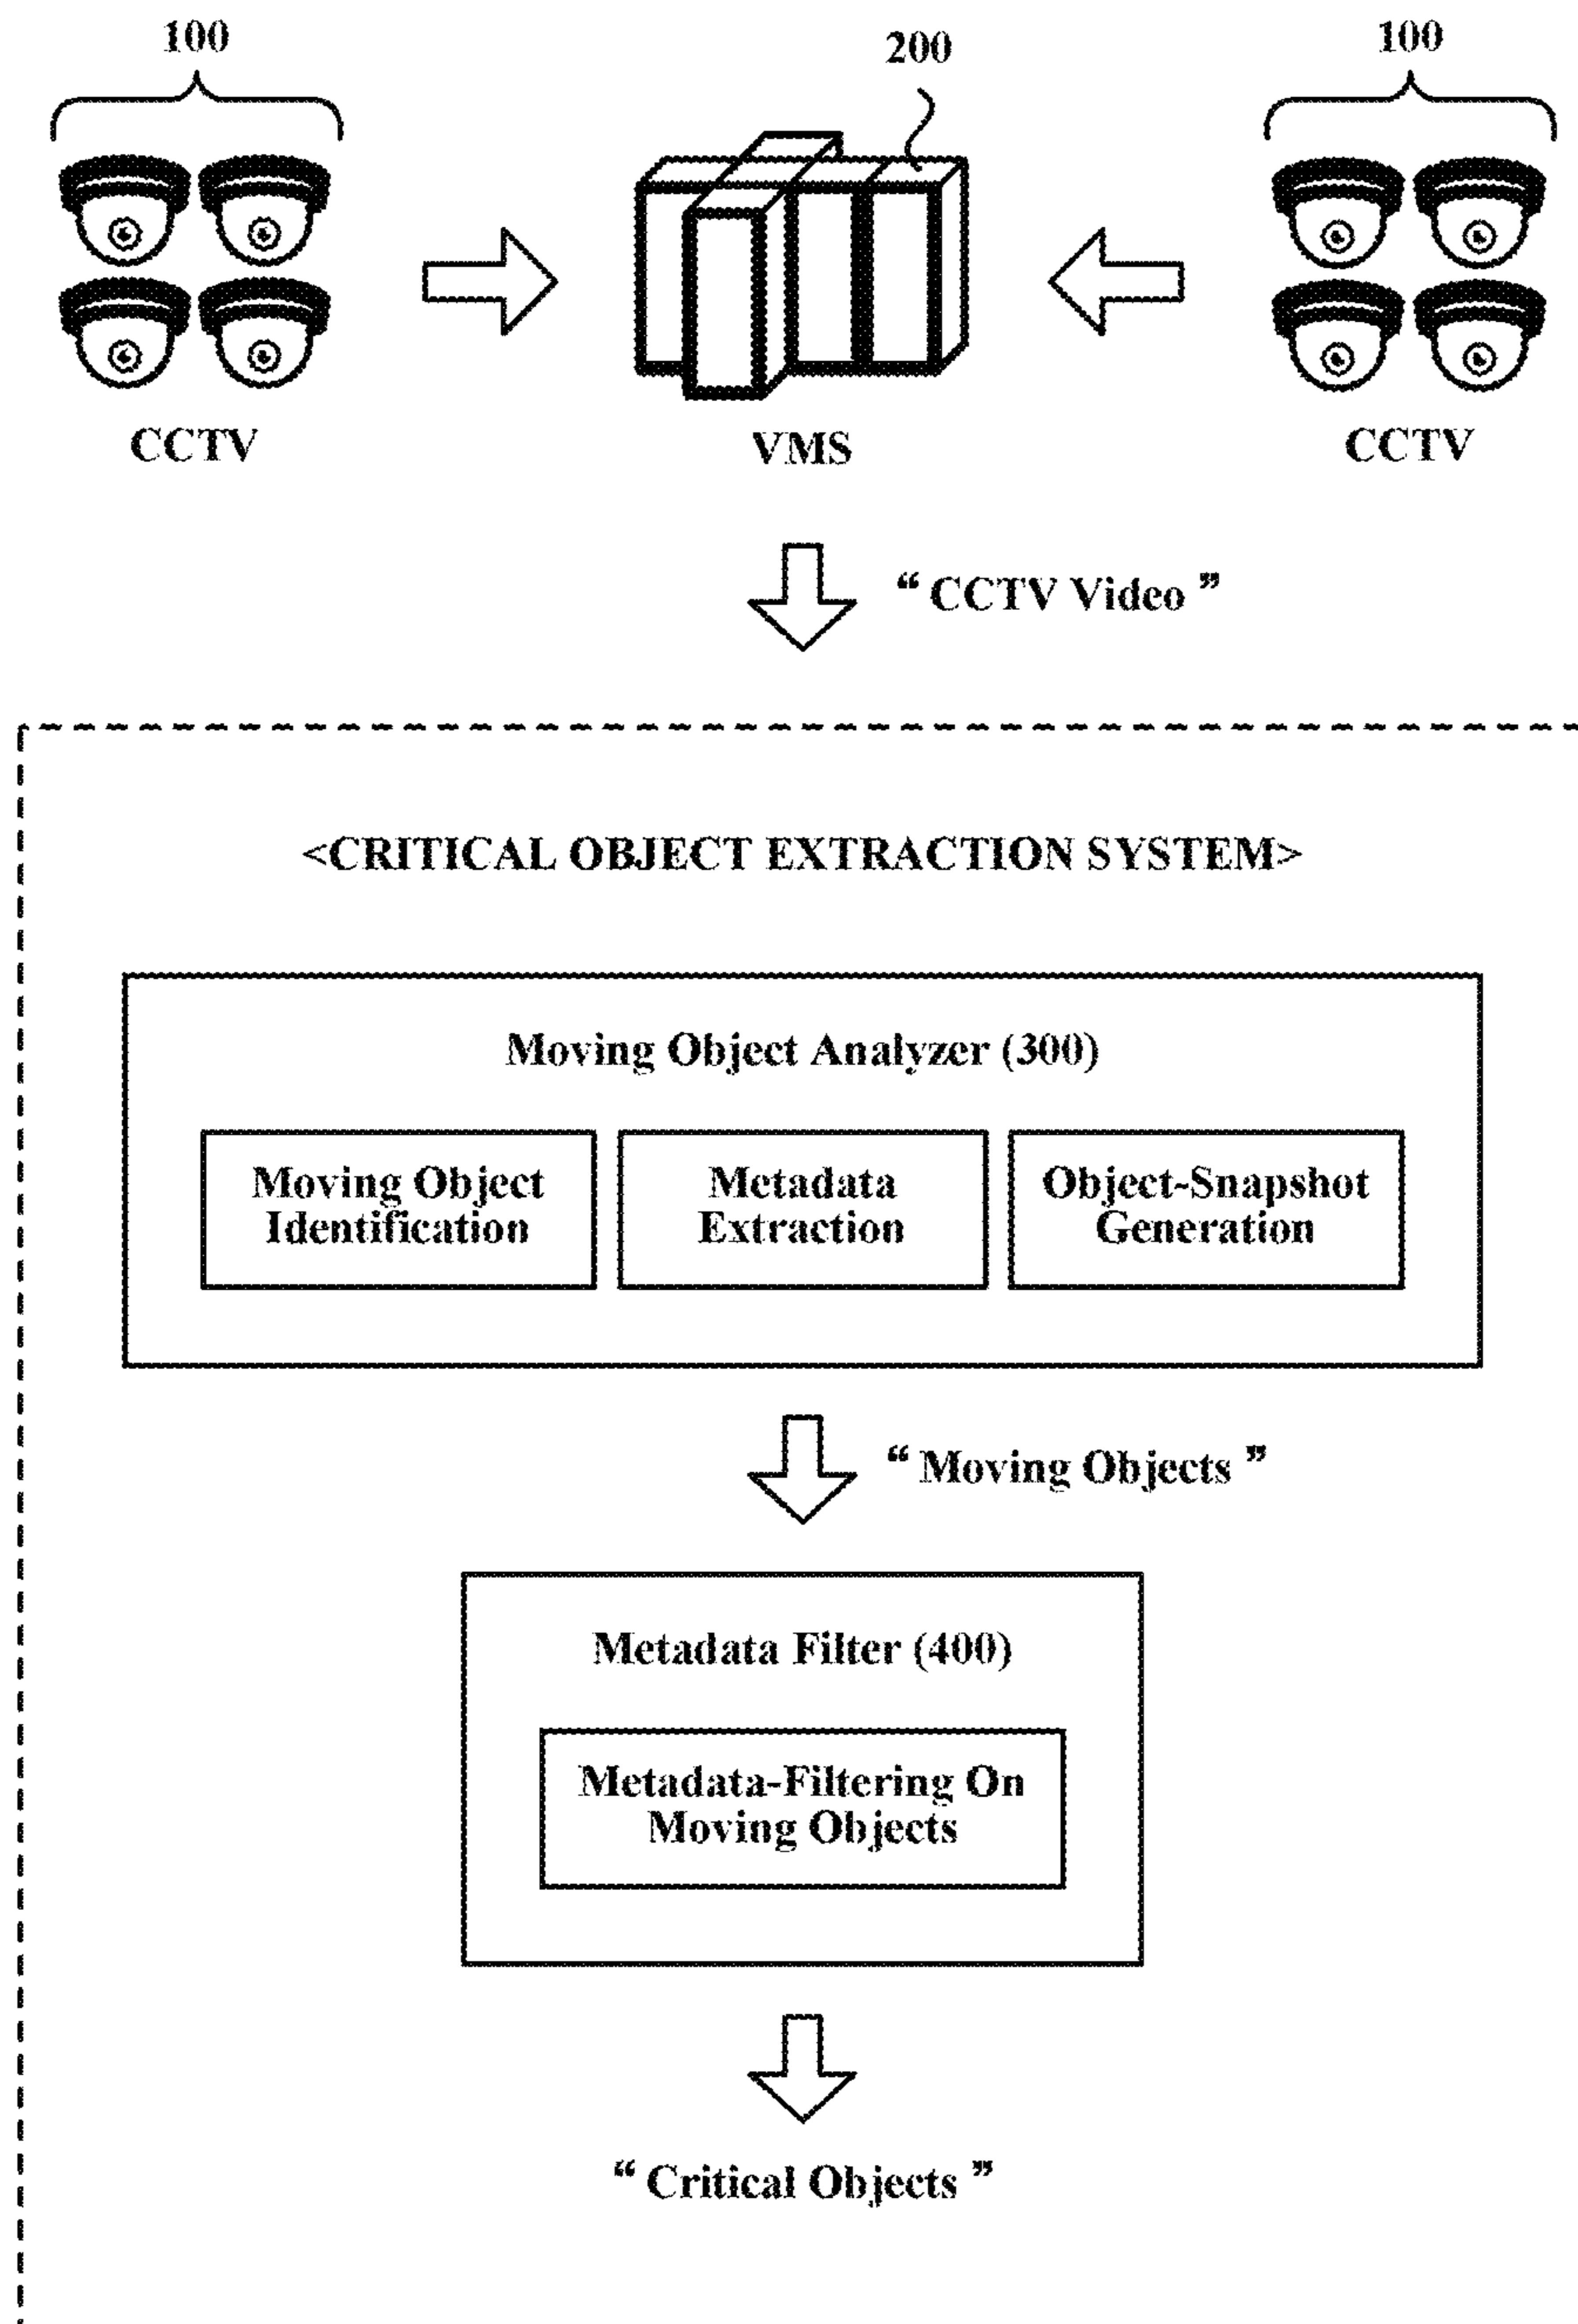 100
200
100
CCTV
VMS
CCTV
“ CCTV Video ”
<CRITICAL OBJECT EXTRACTION SYSTEM>
Moving Object Analyzer (300)
Moving Object
Identification
Metadata
Extraction
Object-Snapshot
Generation
“ Moving Objects ”
Metadata Filter (400)
Metadata-Filtering On
Moving Objects
“ Critical Objects ”